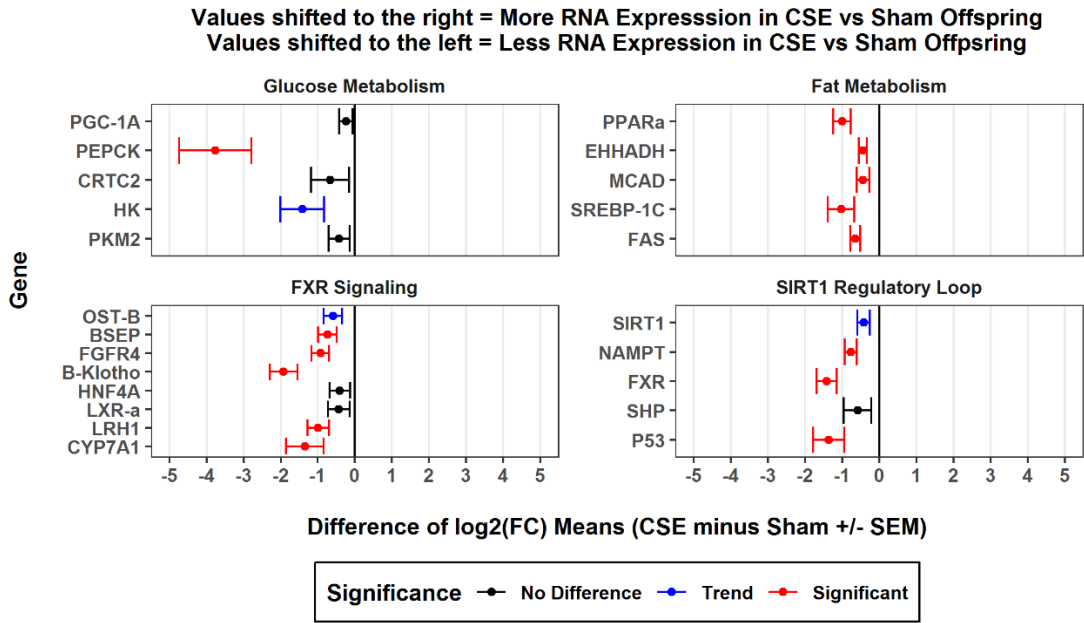 Values shifted to the right = More RNA Expresssion in CSE vs Sham Offspring
Values shifted to the left = Less RNA Expression in CSE vs Sham Offpsring
Glucose Metabolism
PGC-1A
PEPCK
CRTC2
HK
PKM2
Fat Metabolism
PPARa
EHHADH
MCAD
SREBP-1C
FAS
Gene
FXR Signaling
OST-B
BSEP
FGFR4
B-Klotho
HNF4A
LXR-a
LRH1
CYP7A1
-5 -4 -3 -2 -1 0 1 2 3 4 5
SIRT1 Regulatory Loop
SIRT1
NAMPT
FXR
SHP
P53
-5 -4 -3 -2 -1 0 1 2 3 4 5
Difference of log2(FC) Means (CSE minus Sham +/- SEM)
Significance No Difference Trend Significant